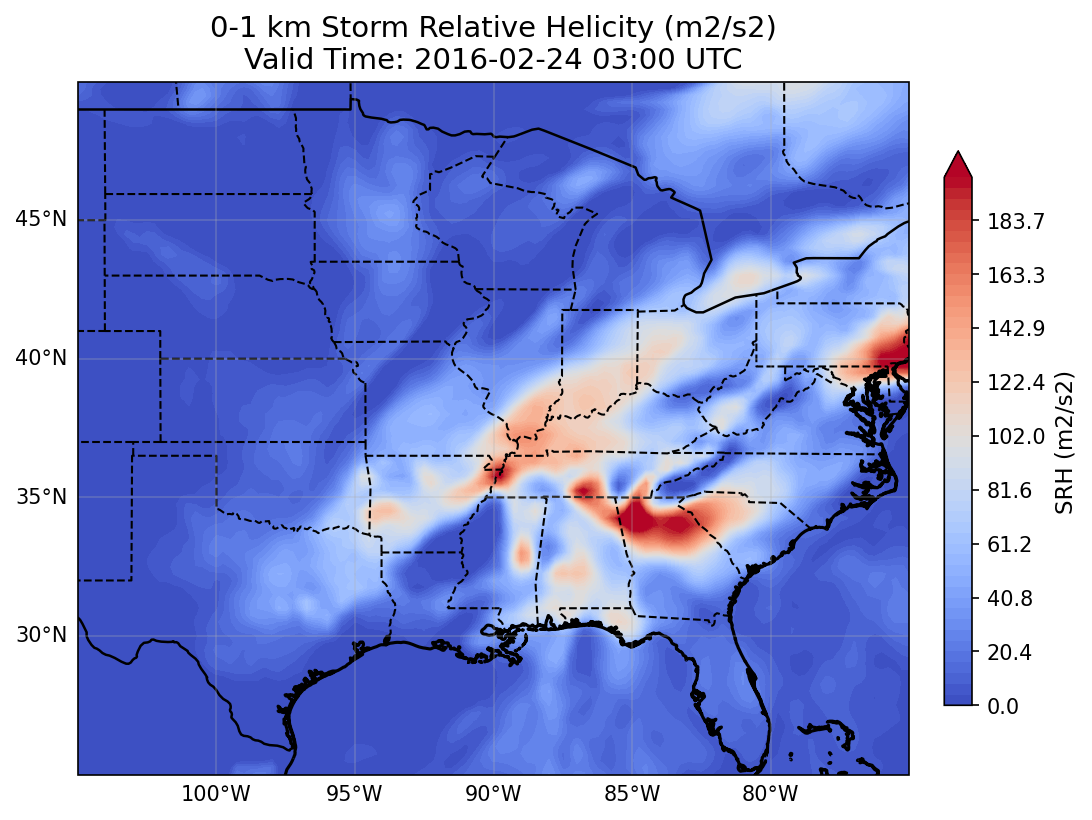 0-1 km Storm Relative Helicity (m2/s2)
Valid Time: 2016-02-24 03:00 UTC
45°N
40°N
35°N
30°N
100°W
95°W
90°W
85°W
80°W
183.7
163.3
142.9
122.4
102.0
81.6
61.2
40.8
20.4
0.0
SRH (m2/s2)